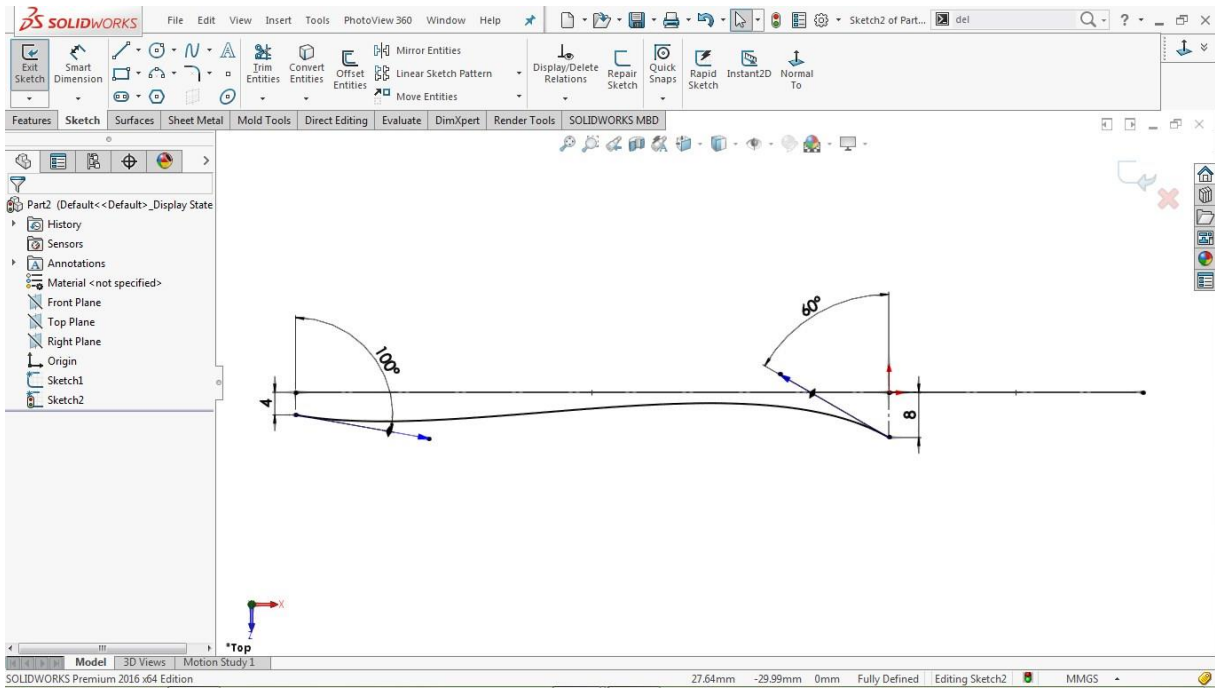 SOLIDWORKS File Edit View Insert Tools PhotoView 360 Window Help Sketch2 of Part... del ?
Exit Sketch
Smart Dimension
Trim Entities
Convert Entities
Offset Entities
Mirror Entities
Linear Sketch Pattern
Move Entities
Display/Delete Relations
Repair Sketch
Quick Snaps
Rapid Sketch
Instant2D
Normal To
Features Sketch Surfaces Sheet Metal Mold Tools Direct Editing Evaluate DimXpert Render Tools SOLIDWORKS MBD
Part2 (Default<<Default>_Display State
History
Sensors
Annotations
Material <not specified>
Front Plane
Top Plane
Right Plane
Origin
Sketch1
Sketch2
60°
100°
4
8
X
Z
*Top
Model 3D Views Motion Study 1
SOLIDWORKS Premium 2016 x64 Edition 27.64mm -29.99mm 0mm Fully Defined Editing Sketch2 MMGS